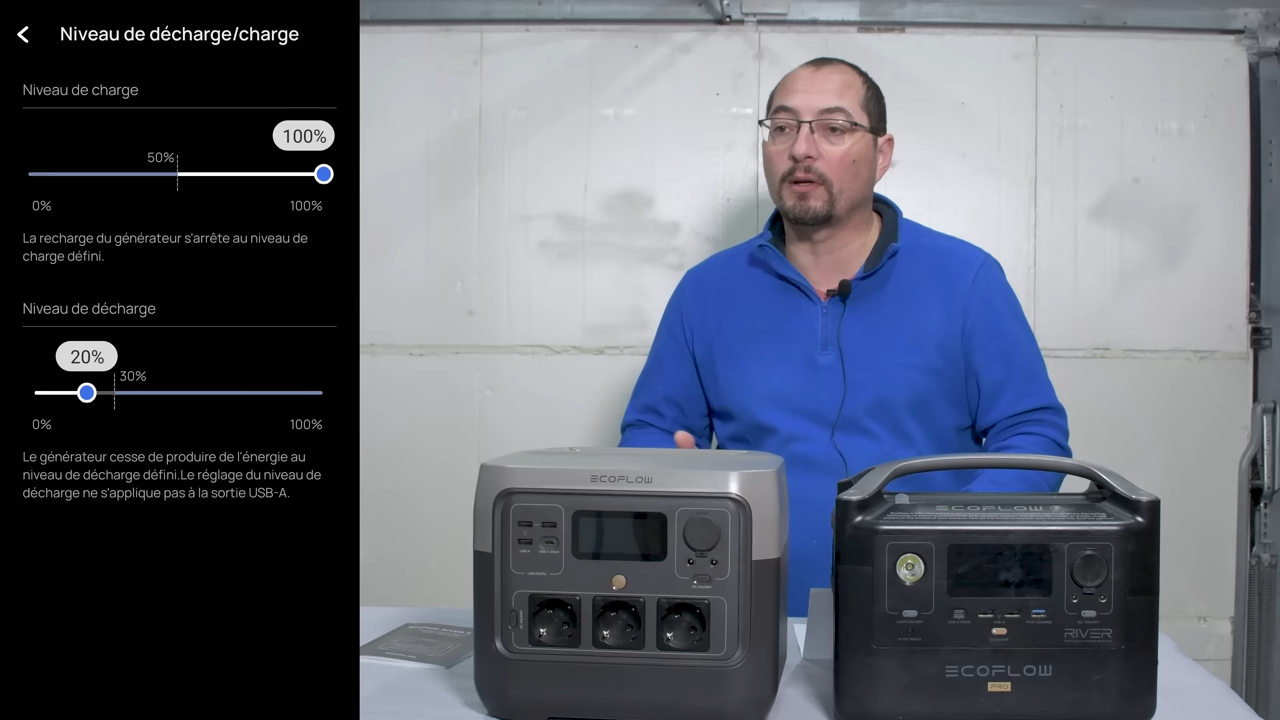 Niveau de décharge/charge
Niveau de charge
100%
50%
0%
100%
La recharge du générateur s'arrête au niveau de
charge défini.
Niveau de décharge
20%
30%
0%
100%
Le générateur cesse de produire de l'énergie au
niveau de décharge défini.Le réglage du niveau de
décharge ne s'applique pas à la sortie USB-A.
ECOFLOW
ECOFLOW
RIVER
ECOFLOW
PRO